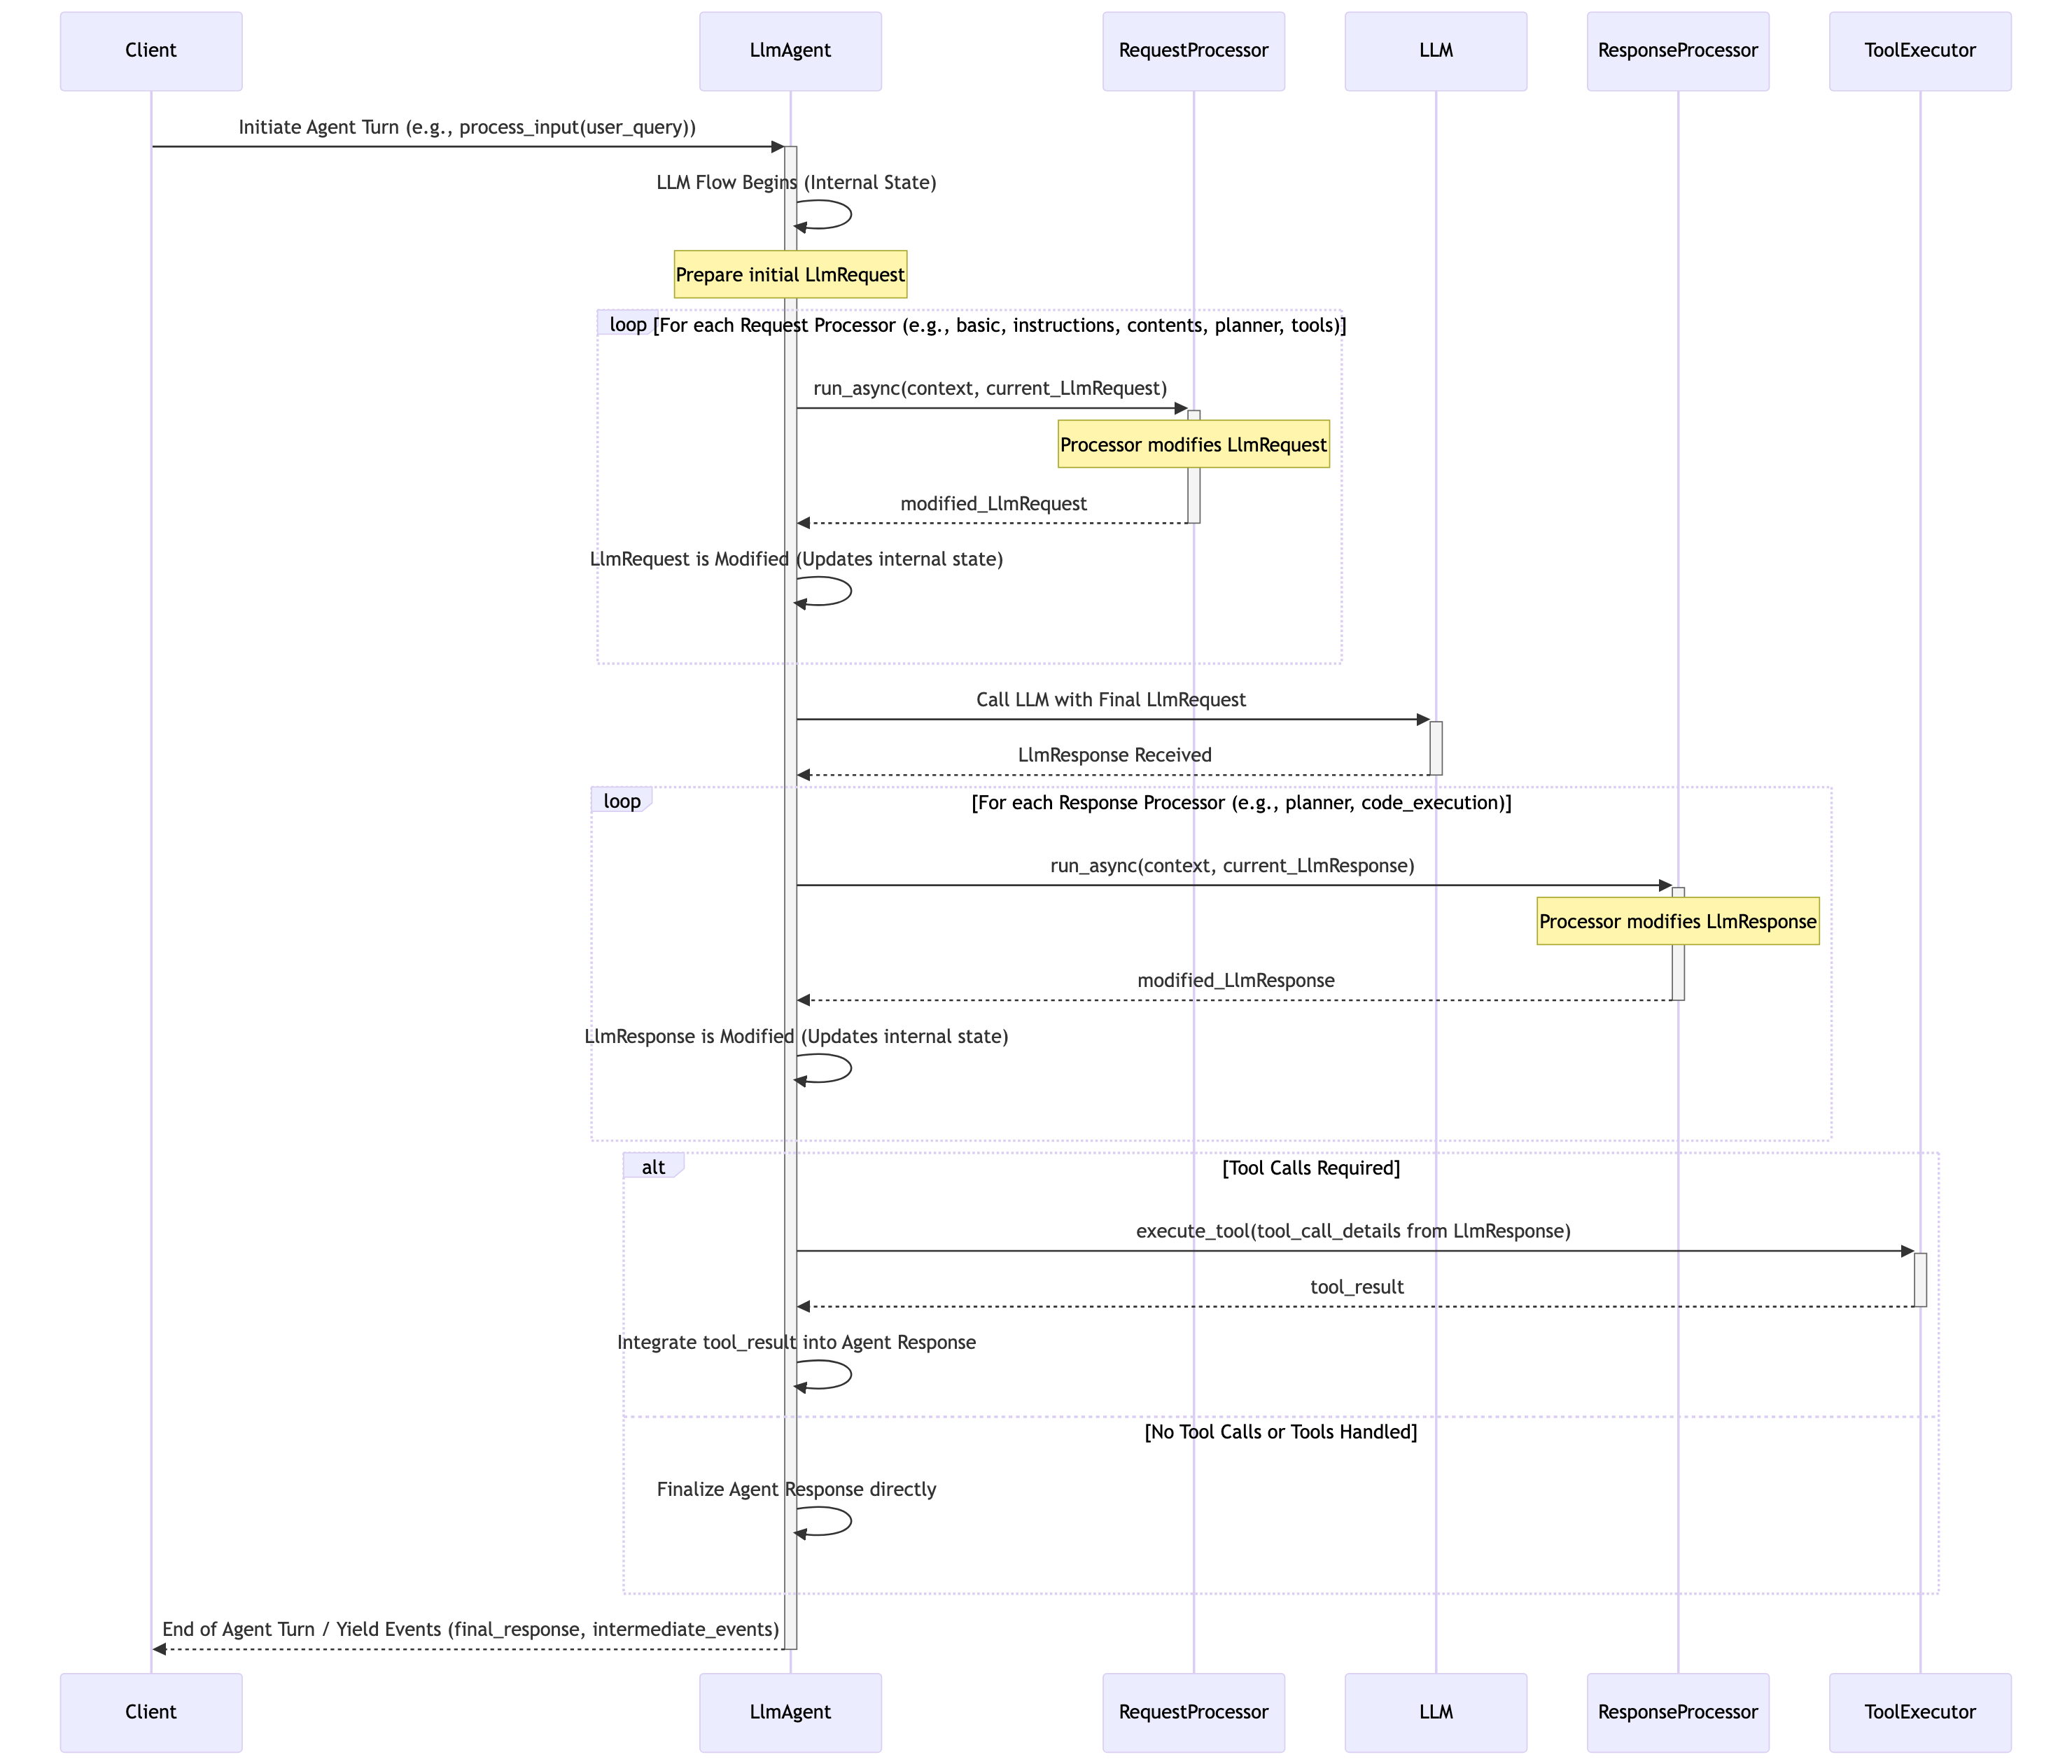 Client
LlmAgent
RequestProcessor
LLM
ResponseProcessor
ToolExecutor
Initiate Agent Turn (e.g., process_input(user_query))
LLM Flow Begins (Internal State)
Prepare initial LlmRequest
loop
[For each Request Processor (e.g., basic, instructions, contents, planner, tools)]
run_async(context, current_LlmRequest)
Processor modifies LlmRequest
modified_LlmRequest
LlmRequest is Modified (Updates internal state)
Call LLM with Final LlmRequest
LlmResponse Received
loop
[For each Response Processor (e.g., planner, code_execution)]
run_async(context, current_LlmResponse)
Processor modifies LlmResponse
modified_LlmResponse
LlmResponse is Modified (Updates internal state)
alt
[Tool Calls Required]
execute_tool(tool_call_details from LlmResponse)
tool_result
Integrate tool_result into Agent Response
[No Tool Calls or Tools Handled]
Finalize Agent Response directly
End of Agent Turn / Yield Events (final_response, intermediate_events)
Client
LlmAgent
RequestProcessor
LLM
ResponseProcessor
ToolExecutor